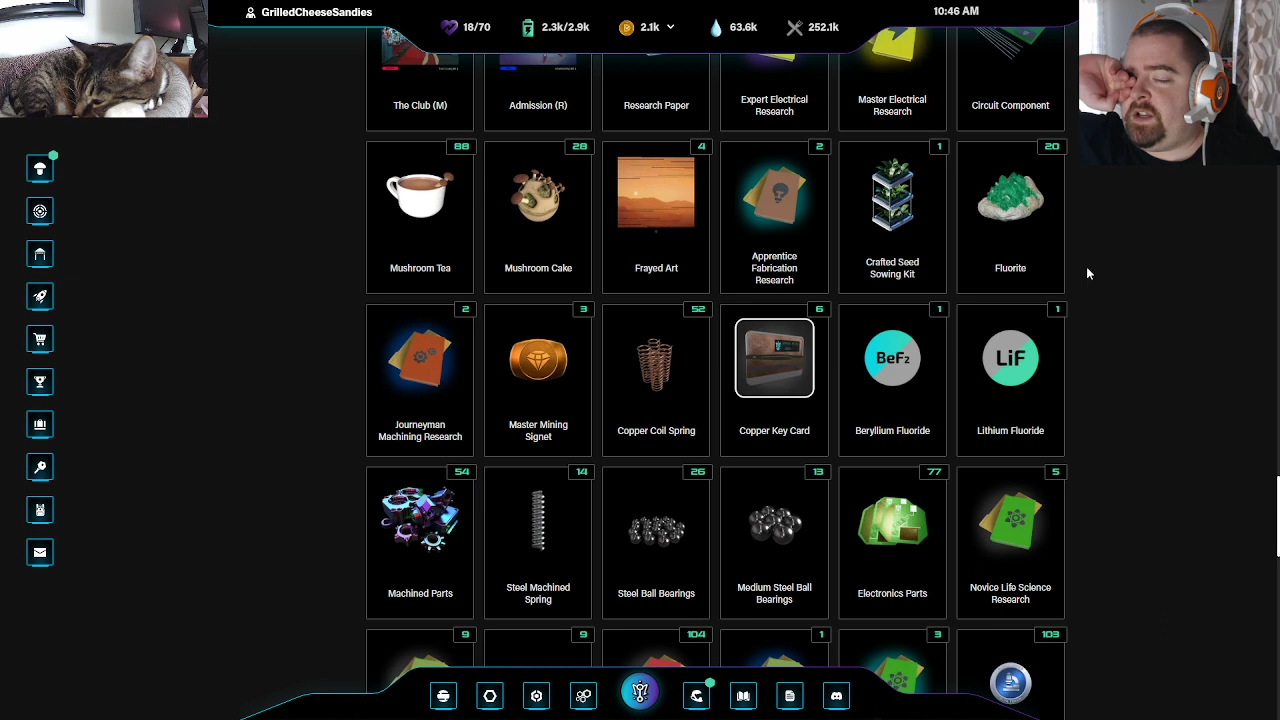 GrilledCheeseSandies
18/70
2.3k/2.9k
2.1k
63.6k
252.1k
10:46 AM
The Club (M)
Admission (R)
Research Paper
Expert Electrical
Research
Master Electrical
Research
Circuit Component
88
Mushroom Tea
28
Mushroom Cake
4
Frayed Art
2
Apprentice
Fabrication
Research
1
Crafted Seed
Sowing Kit
20
Fluorite
2
Journeyman
Machining Research
3
Master Mining
Signet
52
Copper Coil Spring
6
Copper Key Card
1
BeF₂
Beryllium Fluoride
1
LiF
Lithium Fluoride
54
Machined Parts
14
Steel Machined
Spring
26
Steel Ball Bearings
13
Medium Steel Ball
Bearings
77
Electronics Parts
5
Novice Life Science
Research
9
9
104
1
3
103